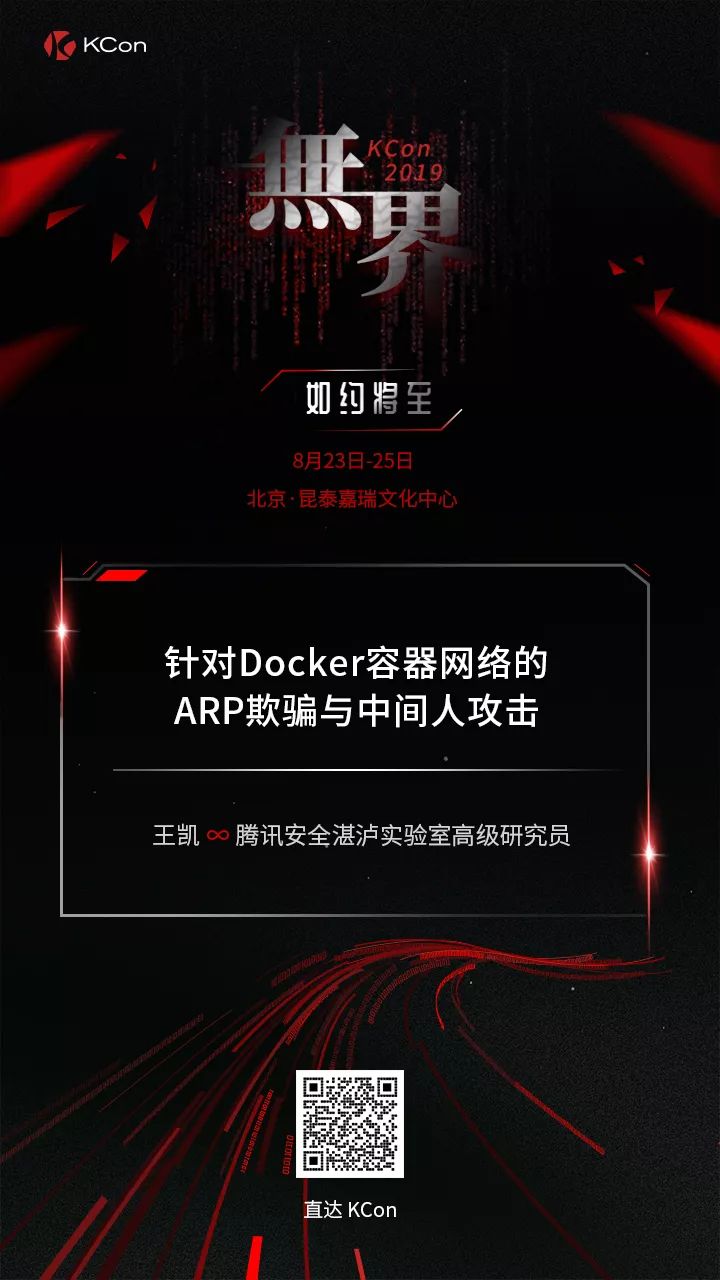 KCon
無界
KCon
2019
如约将至
8月23日-25日
北京·昆泰嘉瑞文化中心
针对Docker容器网络的
ARP欺骗与中间人攻击
王凯 ∞ 腾讯安全湛泸实验室高级研究员
直达 KCon